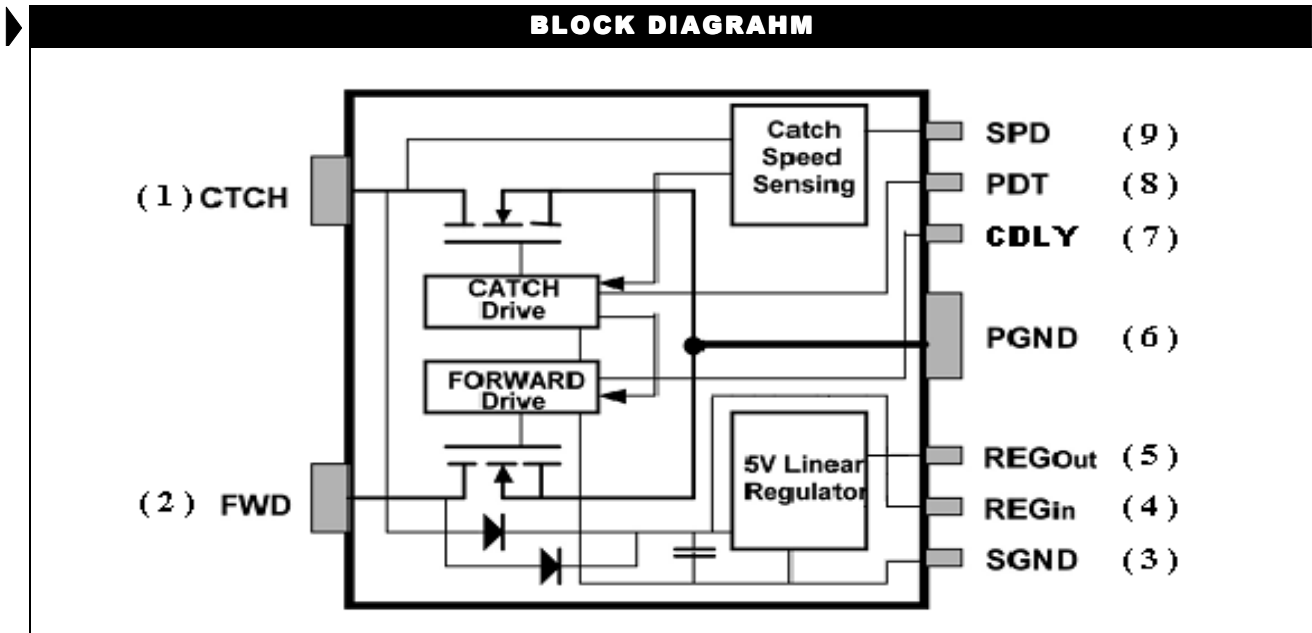 BLOCK DIAGRAHM
Catch
Speed
Sensing
SPD (9)
PDT (8)
CDLY (7)
(1) CTCH
CATCH
Drive
PGND (6)
FORWARD
Drive
5V Linear
Regulator
REGOut (5)
(2) FWD
REGin (4)
SGND (3)